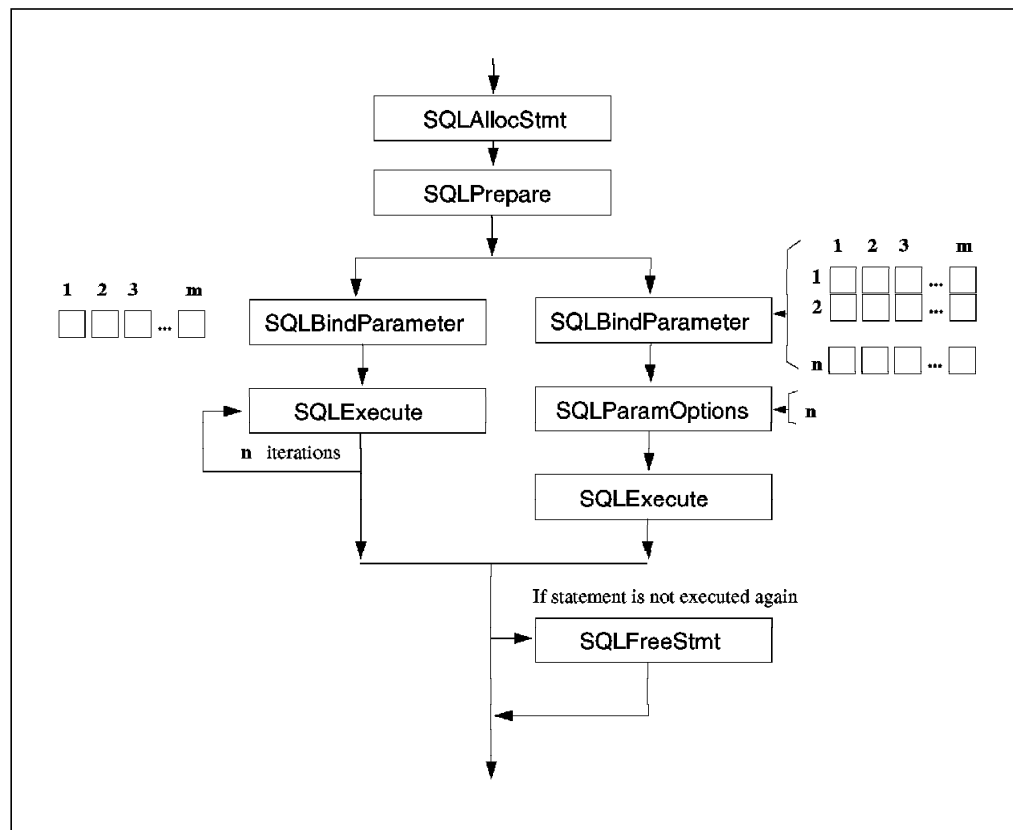 SQLAllocStmt
SQLPrepare
1 2 3 m
...
SQLBindParameter
SQLExecute
n iterations
SQLBindParameter
1 2 3 m
1 ...
2 ...
n ...
SQLParamOptions
n
SQLExecute
If statement is not executed again
SQLFreeStmt